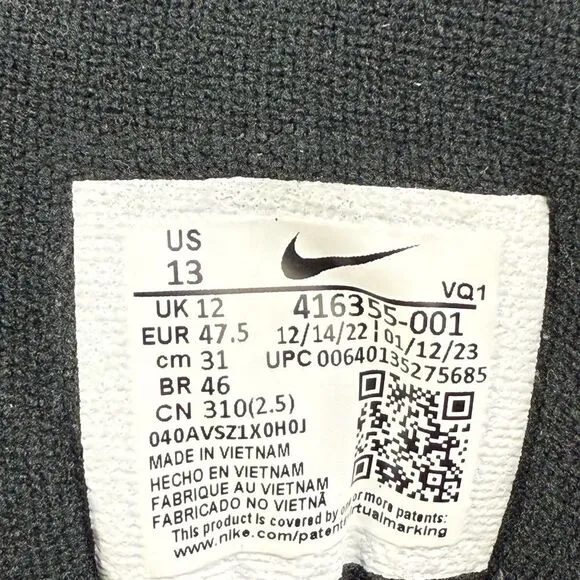 US
13
VQ1
UK 12 416355-001
EUR 47.5 12/14/22 | 01/12/23
cm 31 UPC 00640135275685
BR 46
CN 310(2.5)
040AVSZ1X0H0J
MADE IN VIETNAM
HECHO EN VIETNAM
FABRIQUE AU VIETNAM
FABRICADO NO VIETNÃ
This product is covered by one or more patents:
www.nike.com/patentvirtualmarking